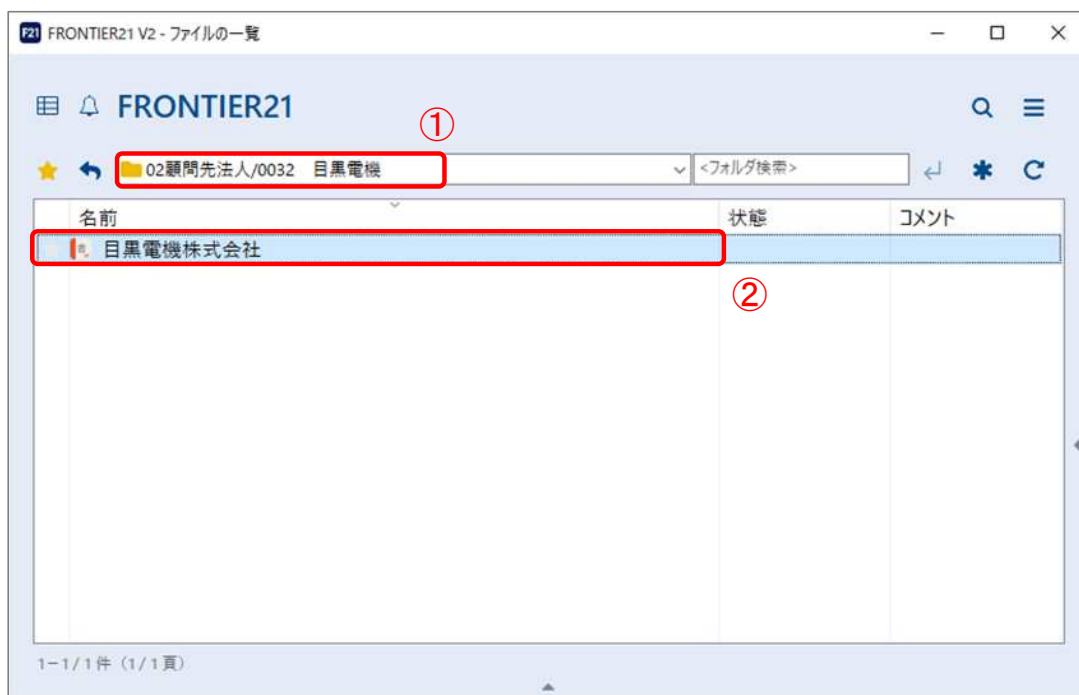 F21 FRONTIER21 V2 - ファイルの一覧
FRONTIER21
①
02顧問先法人/0032 目黒電機
<フォルダ検索>
名前 状態 コメント
目黒電機株式会社
②
1-1/1件 (1/1頁)